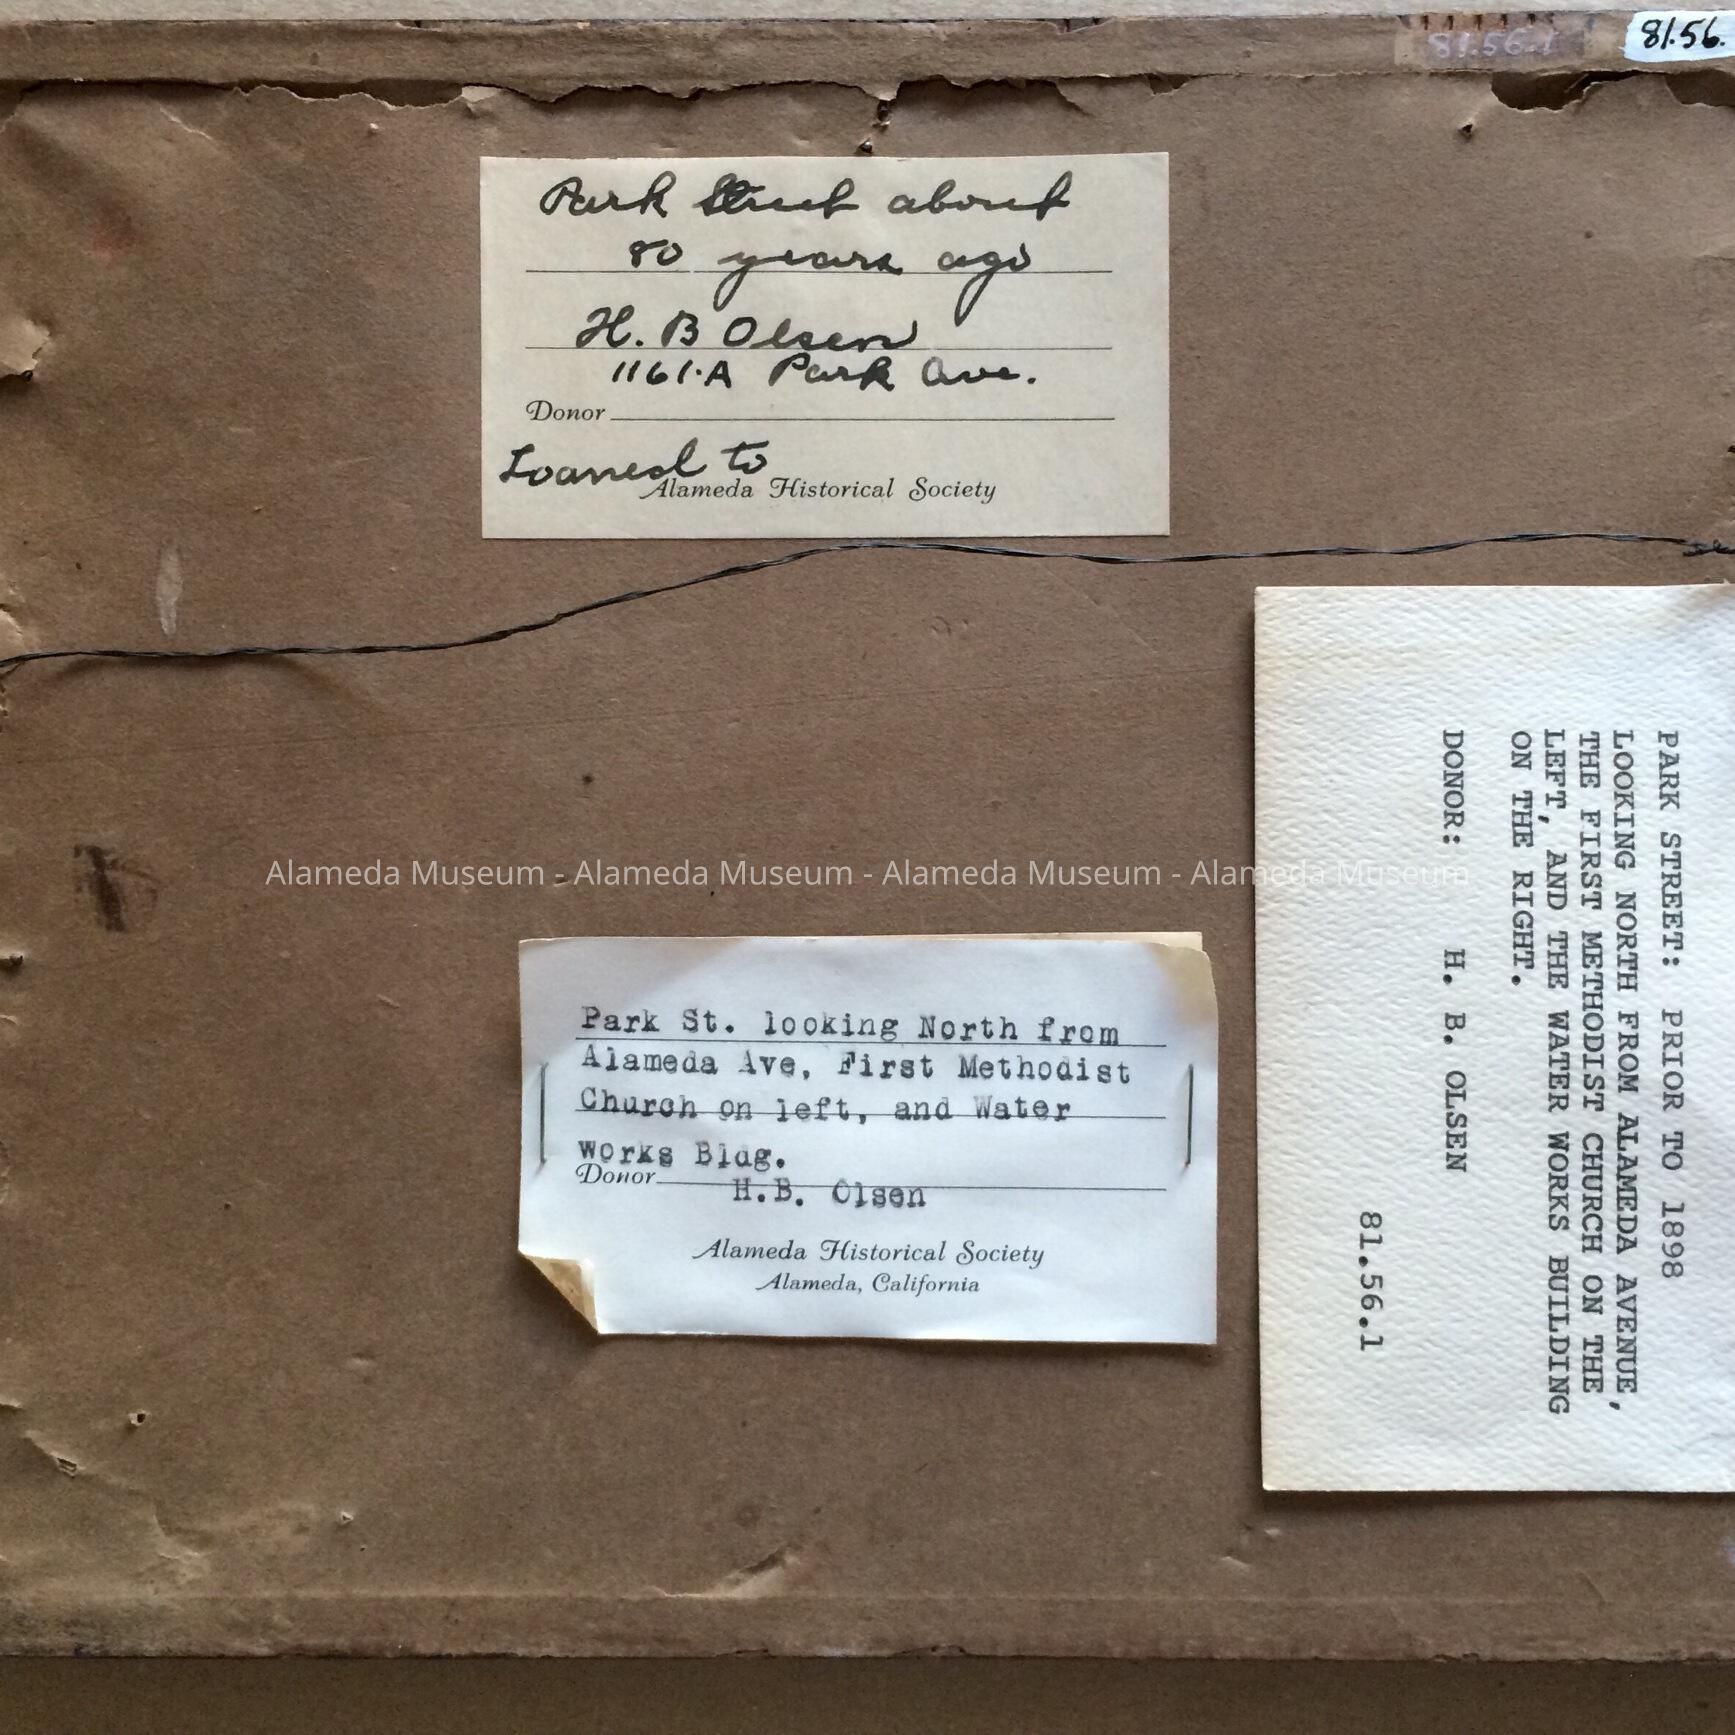 81.56.1
81.56.
Park Street about
80 years ago
H. B Olsen
1161·A Park Ave.
Donor
Loaned to
Alameda Historical Society
PARK STREET: PRIOR TO 1898
LOOKING NORTH FROM ALAMEDA AVENUE,
THE FIRST METHODIST CHURCH ON THE
LEFT, AND THE WATER WORKS BUILDING
ON THE RIGHT.
DONOR: H. B. OLSEN
81.56.1
Alameda Museum - Alameda Museum - Alameda Museum - Alameda Museum
Park St. looking North from
Alameda Ave, First Methodist
Church on left, and Water
Works Bldg.
Donor
H.B. Olsen
Alameda Historical Society
Alameda, California